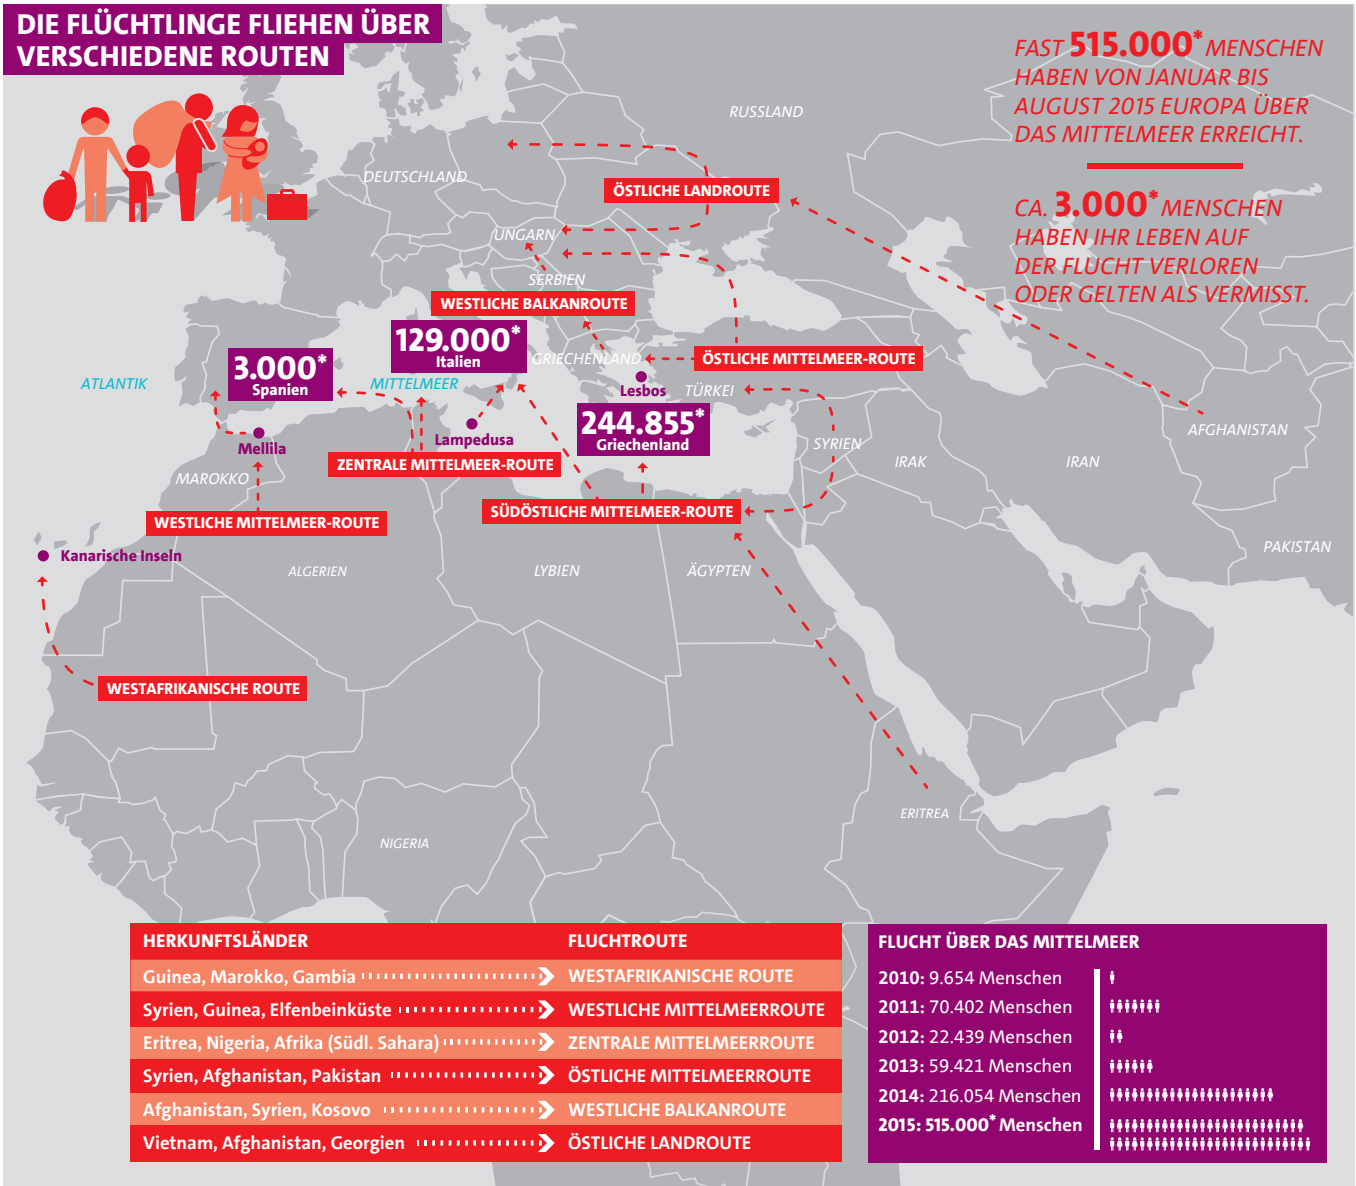 DIE FLÜCHTLINGE FLIEHEN ÜBER
VERSCHIEDENE ROUTEN
FAST 515.000* MENSCHEN
HABEN VON JANUAR BIS
AUGUST 2015 EUROPA ÜBER
DAS MITTELMEER ERREICHT.
CA. 3.000* MENSCHEN
HABEN IHR LEBEN AUF
DER FLUCHT VERLOREN
ODER GELTEN ALS VERMISST.
RUSSLAND
DEUTSCHLAND
ÖSTLICHE LANDROUTE
UNGARN
SERBIEN
WESTLICHE BALKANROUTE
129.000*
Italien
3.000*
Spanien
GRIECHENLAND
ÖSTLICHE MITTELMEER-ROUTE
ATLANTIK
MITTELMEER
Lesbos
TÜRKEI
244.855*
Griechenland
Mellila
Lampedusa
SYRIEN
IRAK
IRAN
AFGHANISTAN
ZENTRALE MITTELMEER-ROUTE
MAROKKO
SÜDÖSTLICHE MITTELMEER-ROUTE
WESTLICHE MITTELMEER-ROUTE
PAKISTAN
Kanarische Inseln
ALGERIEN
LYBIEN
ÄGYPTEN
WESTAFRIKANISCHE ROUTE
ERITREA
NIGERIA
HERKUNFTSLÄNDER FLUCHTROUTE
Guinea, Marokko, Gambia WESTAFRIKANISCHE ROUTE
Syrien, Guinea, Elfenbeinküste WESTLICHE MITTELMEERROUTE
Eritrea, Nigeria, Afrika (Südl. Sahara) ZENTRALE MITTELMEERROUTE
Syrien, Afghanistan, Pakistan ÖSTLICHE MITTELMEERROUTE
Afghanistan, Syrien, Kosovo WESTLICHE BALKANROUTE
Vietnam, Afghanistan, Georgien ÖSTLICHE LANDROUTE
FLUCHT ÜBER DAS MITTELMEER
2010: 9.654 Menschen
2011: 70.402 Menschen
2012: 22.439 Menschen
2013: 59.421 Menschen
2014: 216.054 Menschen
2015: 515.000* Menschen